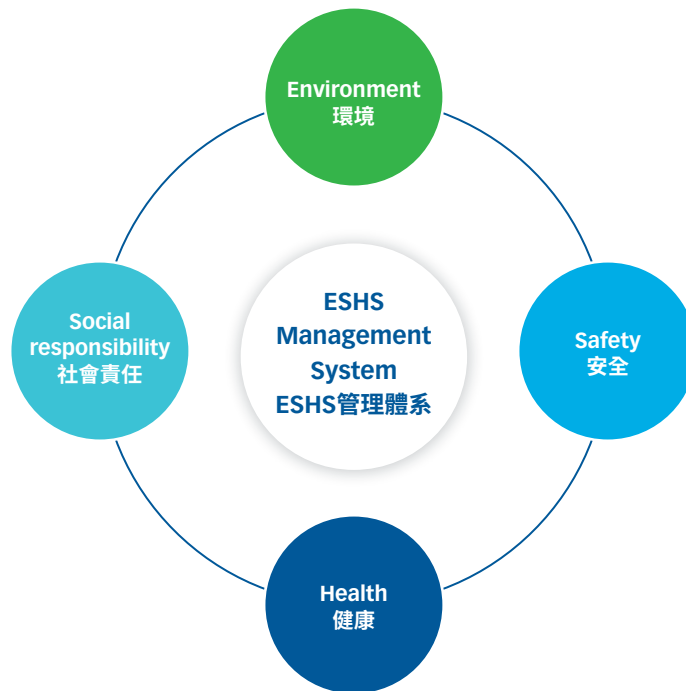 Environment
環境
Social
responsibility
社會責任
ESHS
Management
System
ESHS管理體系
Safety
安全
Health
健康